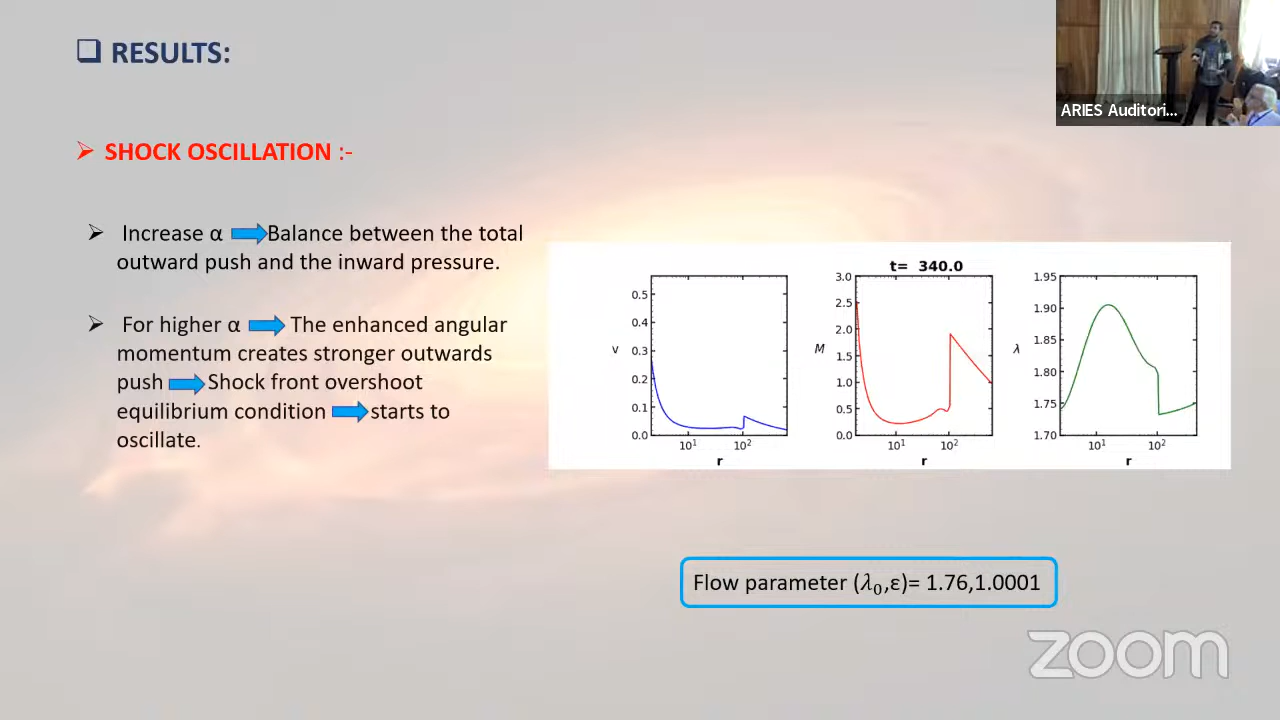 RESULTS:
ARIES Auditori...
SHOCK OSCILLATION :-
Increase α Balance between the total
outward push and the inward pressure.
For higher α The enhanced angular
momentum creates stronger outwards
push Shock front overshoot
equilibrium condition starts to
oscillate.
t= 340.0
v
0.5
0.4
0.3
0.2
0.1
0.0
10¹ 10²
r
M
3.0
2.5
2.0
1.5
1.0
0.5
0.0
10¹ 10²
r
λ
1.95
1.90
1.85
1.80
1.75
1.70
10¹ 10²
r
Flow parameter (λ₀,ε)= 1.76,1.0001
zoom